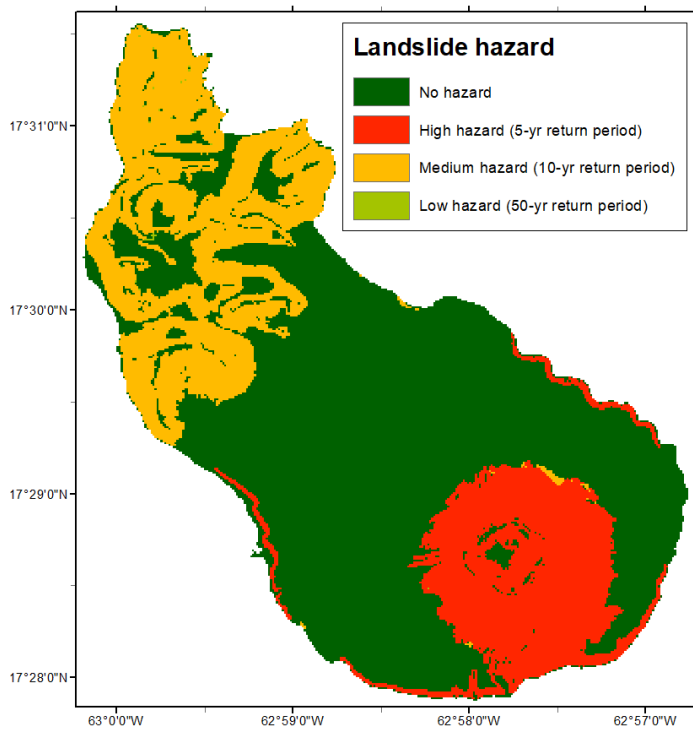 Landslide hazard
No hazard
High hazard (5-yr return period)
Medium hazard (10-yr return period)
Low hazard (50-yr return period)
17°31'0"N
17°30'0"N
17°29'0"N
17°28'0"N
63°0'0"W 62°59'0"W 62°58'0"W 62°57'0"W